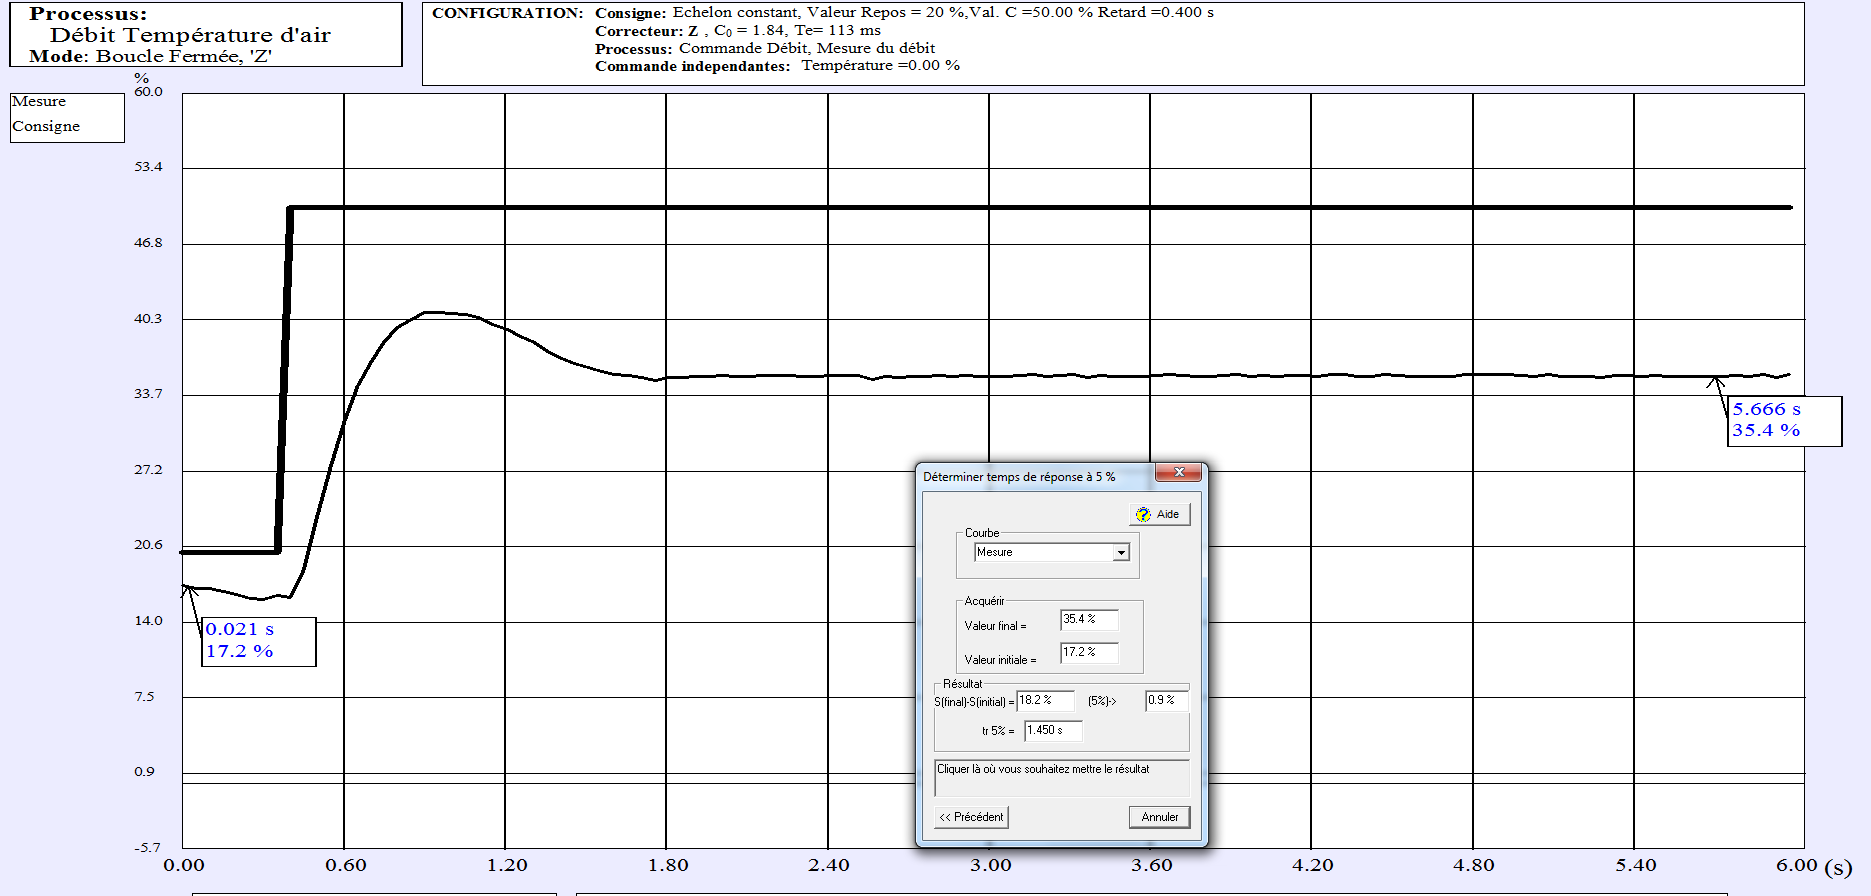 Processus:
Débit Température d'air
Mode: Boucle Fermée, 'Z'
CONFIGURATION: Consigne: Echelon constant, Valeur Repos = 20 %,Val. C =50.00 % Retard =0.400 s
Correcteur: Z , C₀ = 1.84, Te= 113 ms
Processus: Commande Débit, Mesure du débit
Commande independantes: Température =0.00 %
Mesure
Consigne
%
60.0
53.4
46.8
40.3
33.7
27.2
20.6
14.0
7.5
0.9
-5.7
0.00 0.60 1.20 1.80 2.40 3.00 3.60 4.20 4.80 5.40 6.00 (s)
0.021 s
17.2 %
5.666 s
35.4 %
Déterminer temps de réponse à 5 %
Aide
Courbe
Mesure
Acquérir
Valeur final = 35.4 %
Valeur initiale = 17.2 %
Résultat
S(final)-S(initial) = 18.2 % (5%)-> 0.9 %
tr 5% = 1.450 s
Cliquer là où vous souhaitez mettre le résultat
<< Précédent Annuler